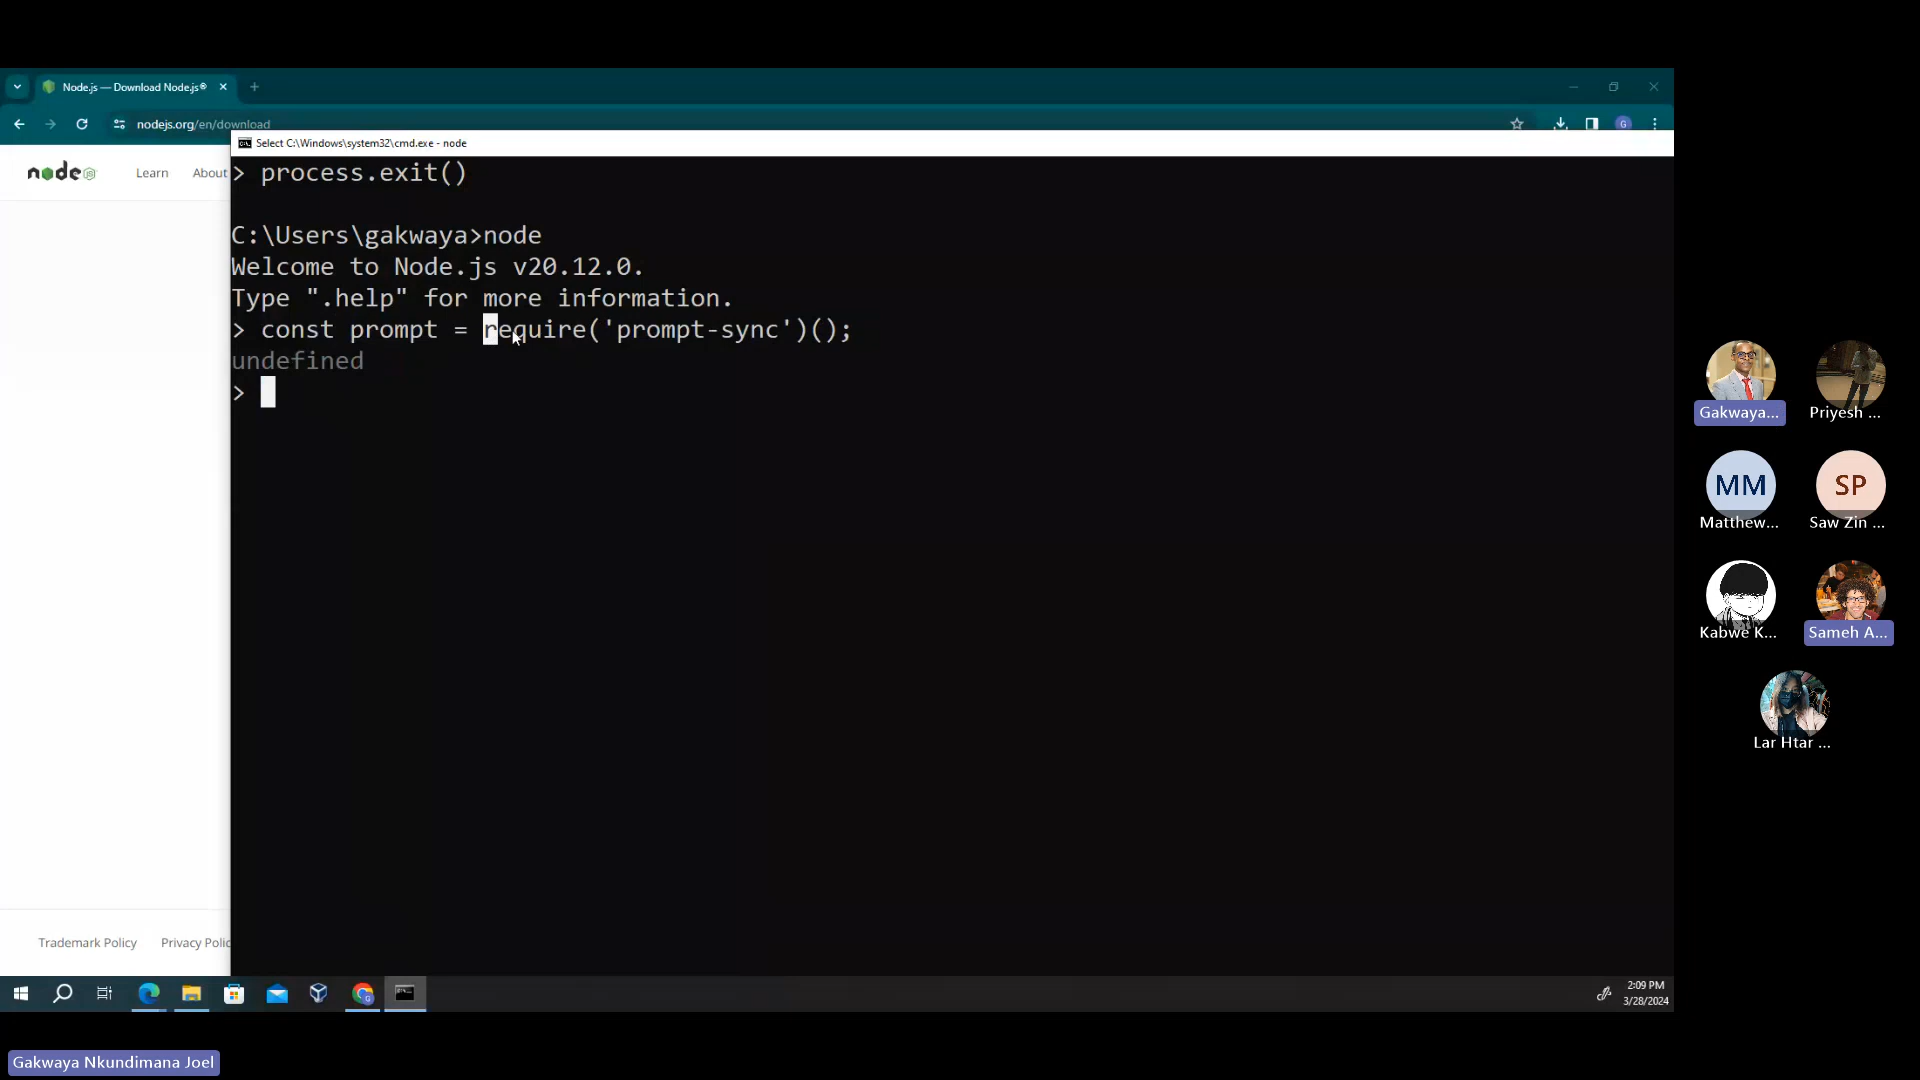 Node.js — Download Node.js®
nodejs.org/en/download
G
Select C:\Windows\system32\cmd.exe - node
node JS
Learn
About
> process.exit()
C:\Users\gakwaya>node
Welcome to Node.js v20.12.0.
Type ".help" for more information.
> const prompt = require('prompt-sync')();
undefined
>
Trademark Policy
Privacy Polic
Gakwaya...
Priyesh ...
MM
SP
Matthew...
Saw Zin ...
Kabwe K...
Sameh A...
Lar Htar ...
2:09 PM
3/28/2024
Gakwaya Nkundimana Joel